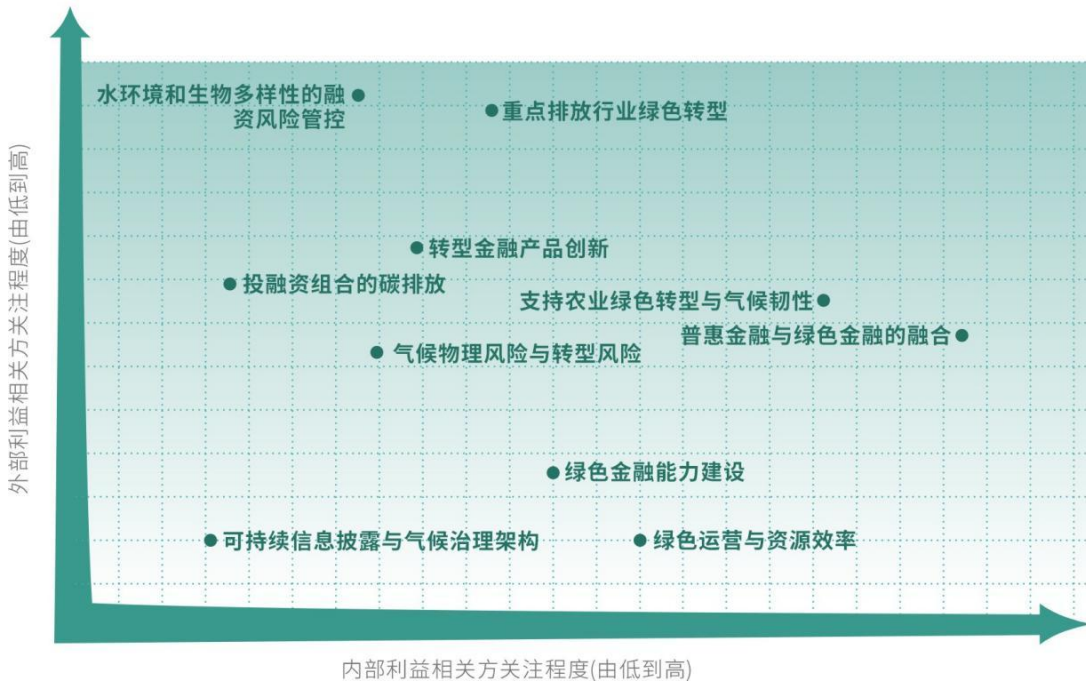 水环境和生物多样性的融
资风险管控
重点排放行业绿色转型
转型金融产品创新
投融资组合的碳排放
支持农业绿色转型与气候韧性
普惠金融与绿色金融的融合
气候物理风险与转型风险
绿色金融能力建设
可持续信息披露与气候治理架构
绿色运营与资源效率
外部利益相关方关注程度(由低到高)
内部利益相关方关注程度(由低到高)